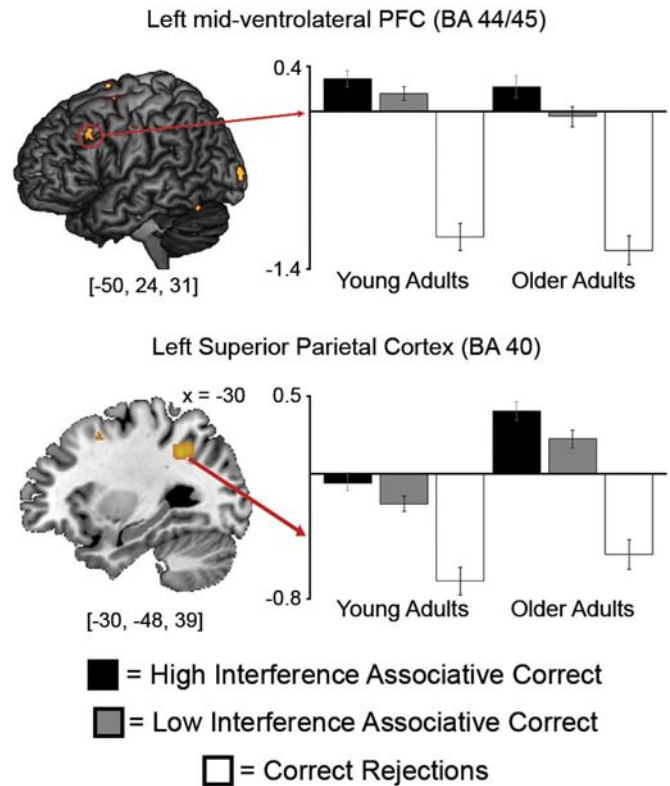 Left mid-ventrolateral PFC (BA 44/45)
0.4
-1.4
Young Adults Older Adults
[-50, 24, 31]
Left Superior Parietal Cortex (BA 40)
x = -30
0.5
-0.8
Young Adults Older Adults
[-30, -48, 39]
= High Interference Associative Correct
= Low Interference Associative Correct
= Correct Rejections